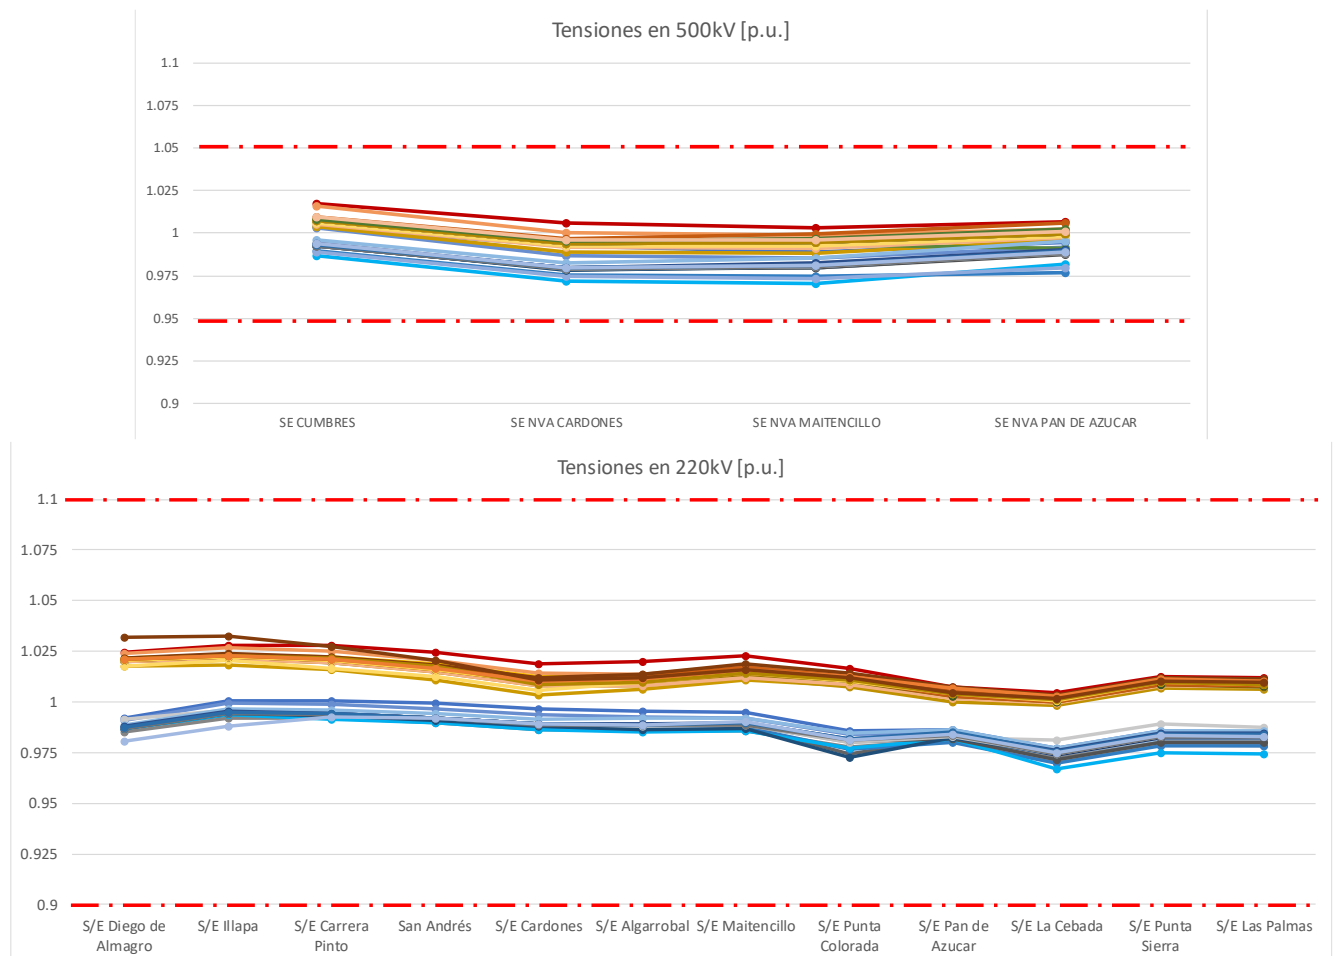 Tensiones en 500kV [p.u.]
1.1
1.075
1.05
1.025
1
0.975
0.95
0.925
0.9
SE CUMBRES
SE NVA CARDONES
SE NVA MAITENCILLO
SE NVA PAN DE AZUCAR
Tensiones en 220kV [p.u.]
1.1
1.075
1.05
1.025
1
0.975
0.95
0.925
0.9
S/E Diego de
Almagro
S/E Illapa
S/E Carrera
Pinto
San Andrés
S/E Cardones
S/E Algarrobal
S/E Maitencillo
S/E Punta
Colorada
S/E Pan de
Azucar
S/E La Cebada
S/E Punta
Sierra
S/E Las Palmas